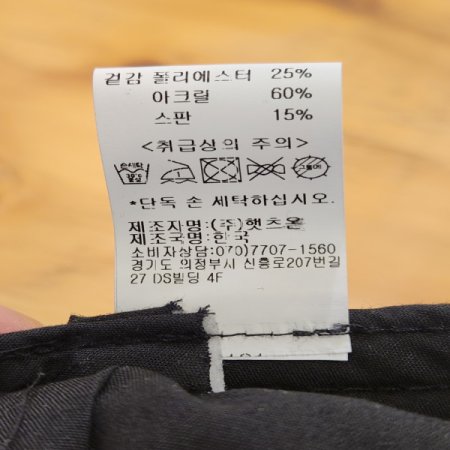 겉감 폴리에스터 25%
아크릴 60%
스판 15%
<취급상의 주의>
*단독 손 세탁하십시오.
제조자명:(주)햇츠온
제조국명:한국
소비자상담:070)7707-1560
경기도 의정부시 신흥로207번길
27 DS빌딩 4F